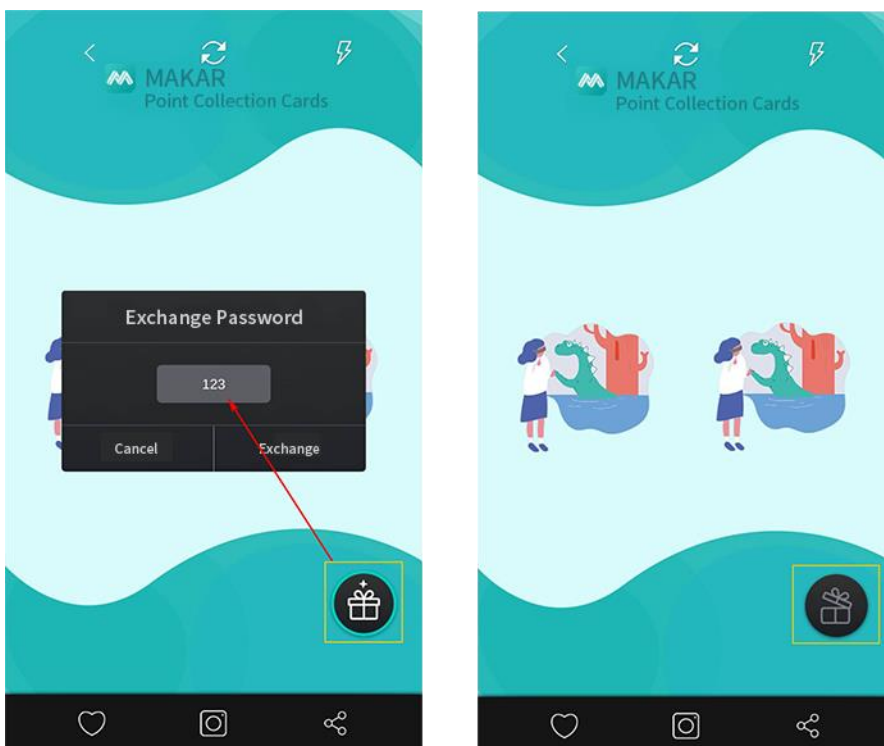 MAKAR
Point Collection Cards
Exchange Password
123
Cancel
Exchange
MAKAR
Point Collection Cards